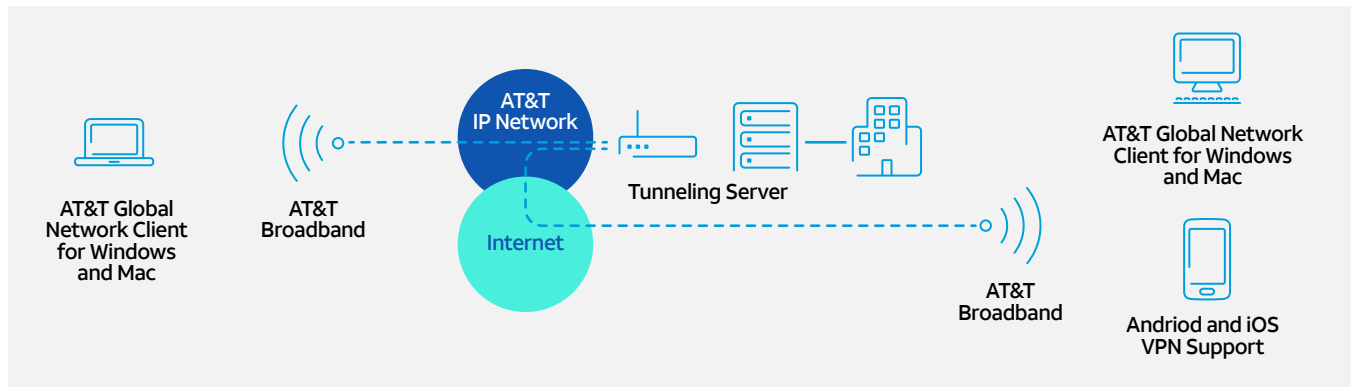 AT&T Global
Network Client
for Windows
and Mac
AT&T
Broadband
AT&T
IP Network
Internet
Tunneling Server
AT&T
Broadband
AT&T Global Network
Client for Windows
and Mac
Andriod and iOS
VPN Support